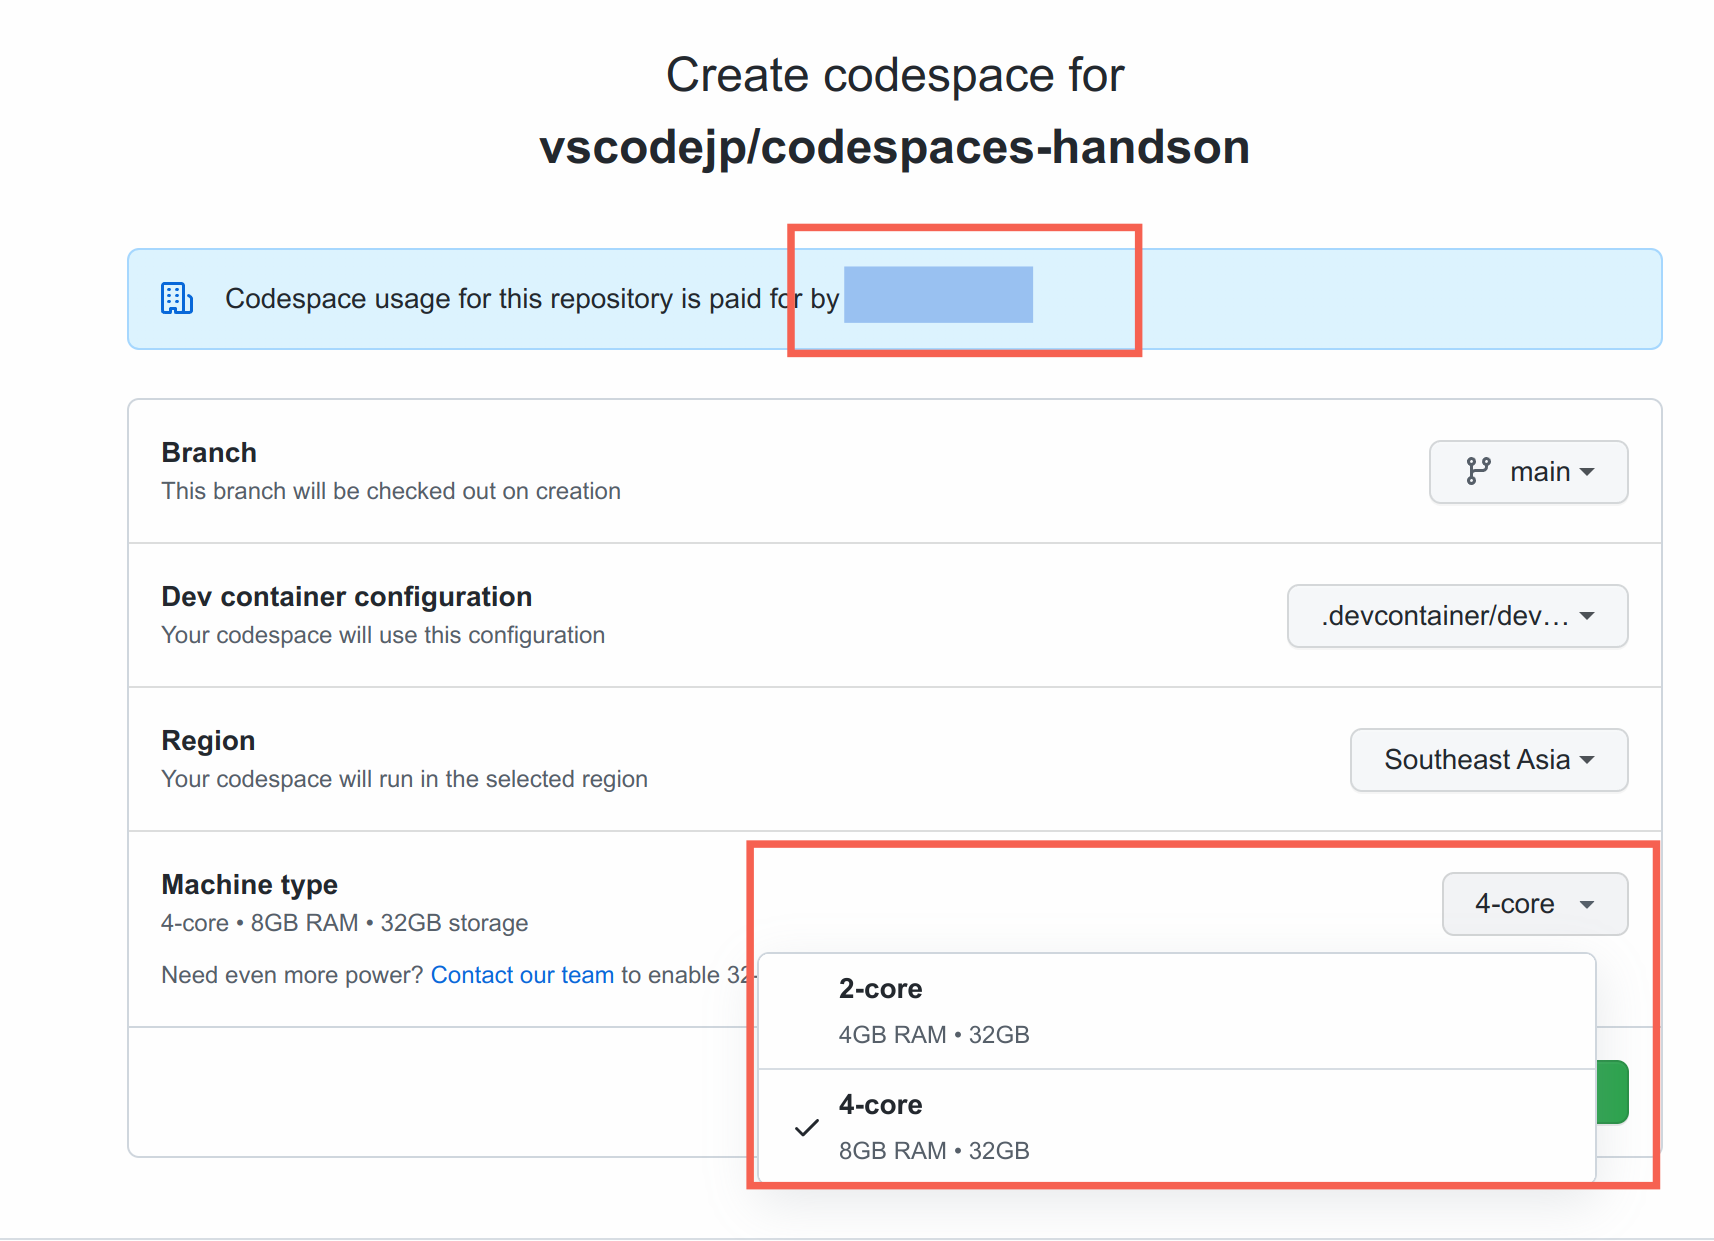 Create codespace for
vscodejp/codespaces-handson
Codespace usage for this repository is paid for by
Branch
This branch will be checked out on creation
main
Dev container configuration
Your codespace will use this configuration
.devcontainer/dev…
Region
Your codespace will run in the selected region
Southeast Asia
Machine type
4-core • 8GB RAM • 32GB storage
4-core
Need even more power? Contact our team to enable 32-
2-core
4GB RAM • 32GB
4-core
8GB RAM • 32GB